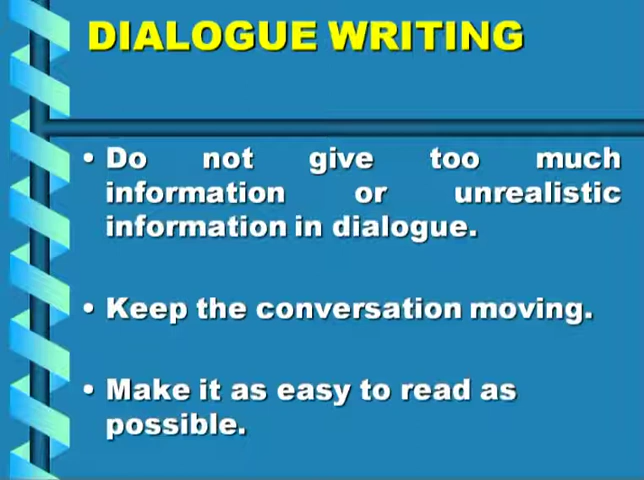 DIALOGUE WRITING
• Do not give too much
information or unrealistic
information in dialogue.
• Keep the conversation moving.
• Make it as easy to read as
possible.